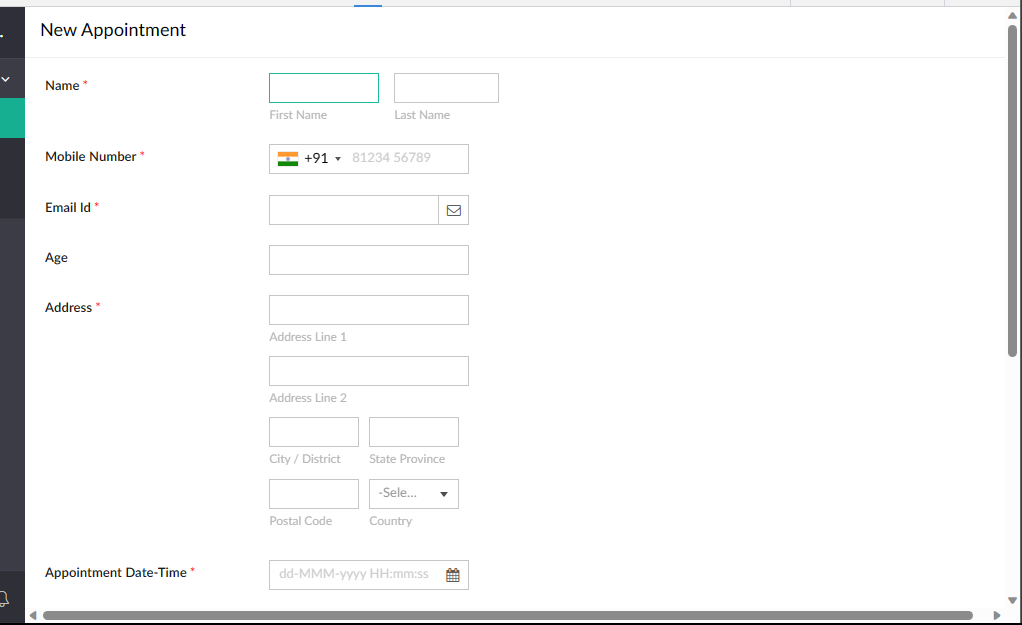 New Appointment
Name *
First Name Last Name
Mobile Number * +91 81234 56789
Email Id *
Age
Address *
Address Line 1
Address Line 2
City / District State Province
-Sele...
Postal Code Country
Appointment Date-Time * dd-MMM-yyyy HH:mm:ss